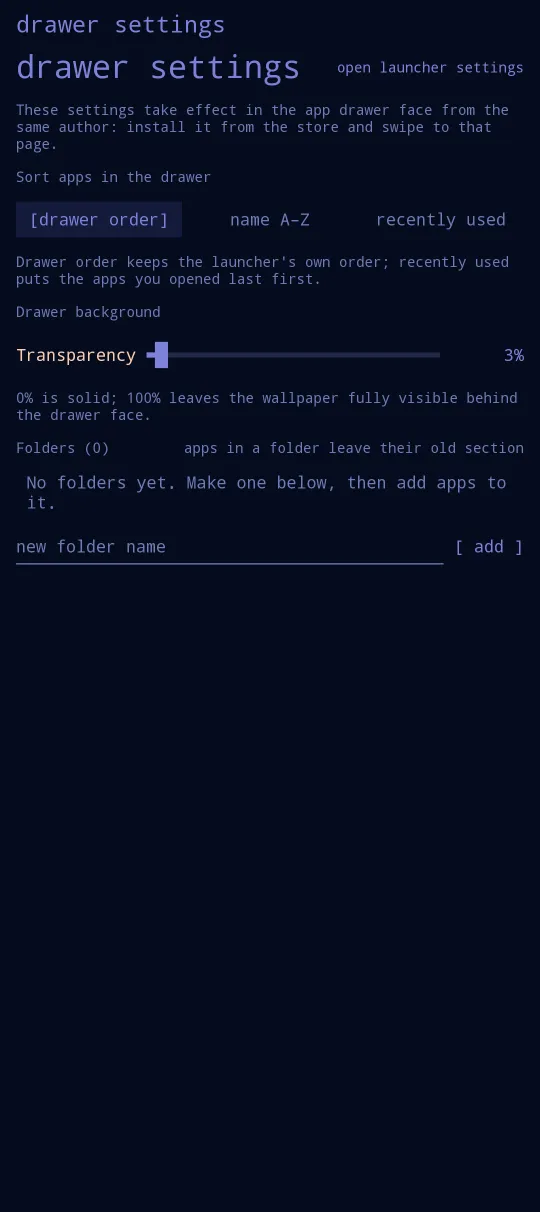 drawer settings
drawer settings
open launcher settings
These settings take effect in the app drawer face from the
same author: install it from the store and swipe to that
page.
Sort apps in the drawer
[drawer order] name A–Z recently used
Drawer order keeps the launcher's own order; recently used
puts the apps you opened last first.
Drawer background
Transparency 3%
0% is solid; 100% leaves the wallpaper fully visible behind
the drawer face.
Folders (0) apps in a folder leave their old section
No folders yet. Make one below, then add apps to
it.
new folder name [ add ]